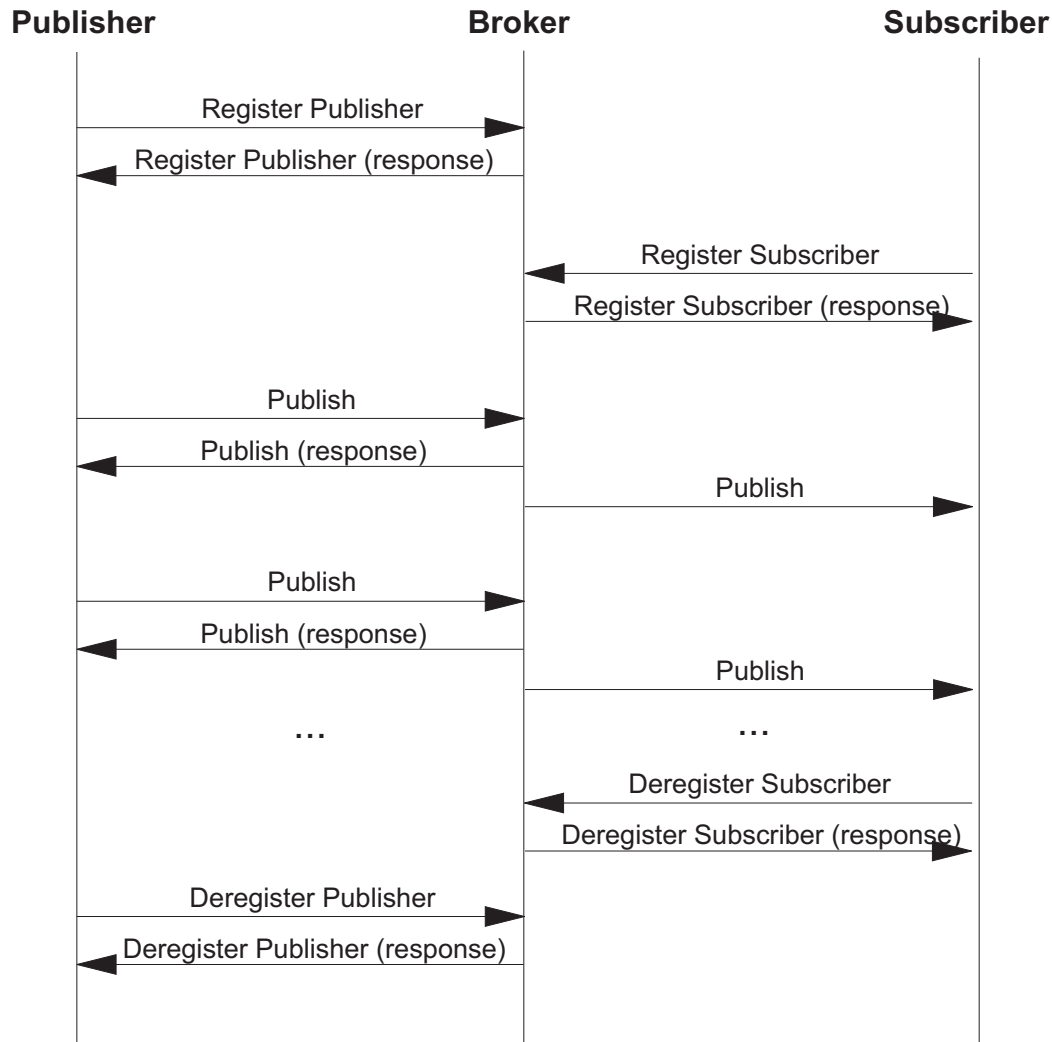 Publisher
Broker
Subscriber
Register Publisher
Register Publisher (response)
Register Subscriber
Register Subscriber (response)
Publish
Publish (response)
Publish
Publish
Publish (response)
Publish
...
...
Deregister Subscriber
Deregister Subscriber (response)
Deregister Publisher
Deregister Publisher (response)